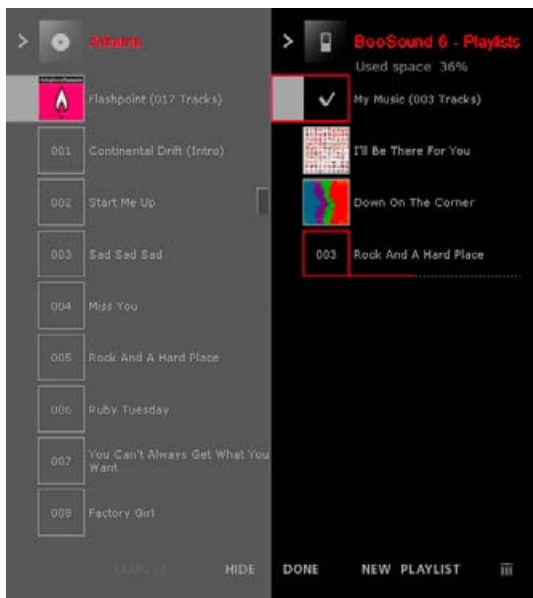 > Albums
Flashpoint (017 Tracks)
001 Continental Drift (Intro)
002 Start Me Up
003 Sad Sad Sad
004 Miss You
005 Rock And A Hard Place
006 Ruby Tuesday
007 You Can't Always Get What You
Want
008 Factory Girl
REMOVE HIDE
> BeoSound 6 - Playlists
Used space 36%
My Music (003 Tracks)
I'll Be There For You
Down On The Corner
003 Rock And A Hard Place
DONE NEW PLAYLIST